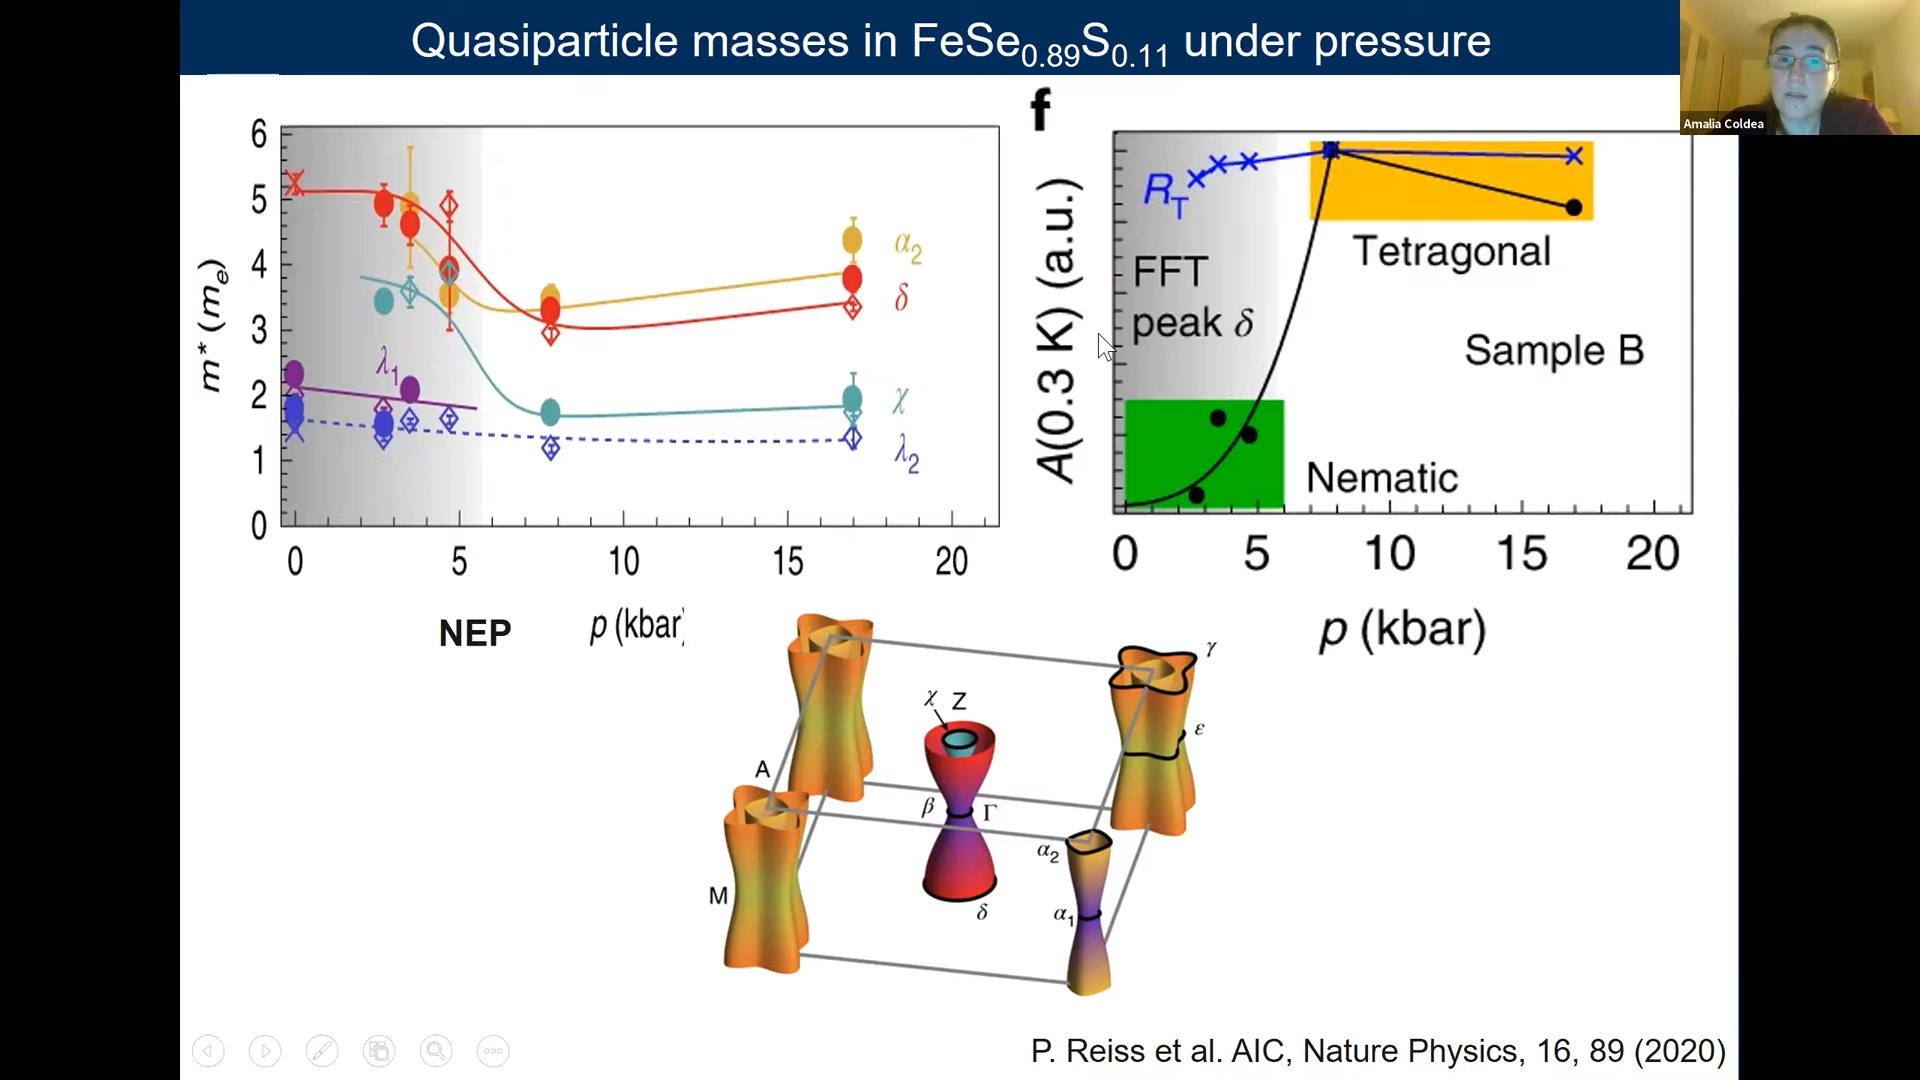 Quasiparticle masses in FeSe0.89S0.11 under pressure
Amalia Coldea
6
5
4
3
2
1
0
m* (me)
α2
δ
λ1
χ
λ2
0 5 10 15 20
NEP
p (kbar)
f
A(0.3 K) (a.u.)
RT
FFT
peak δ
Tetragonal
Sample B
Nematic
0 5 10 15 20
p (kbar)
γ
χ Z
ε
A
β Γ
α2
M
δ
α1
P. Reiss et al. AIC, Nature Physics, 16, 89 (2020)